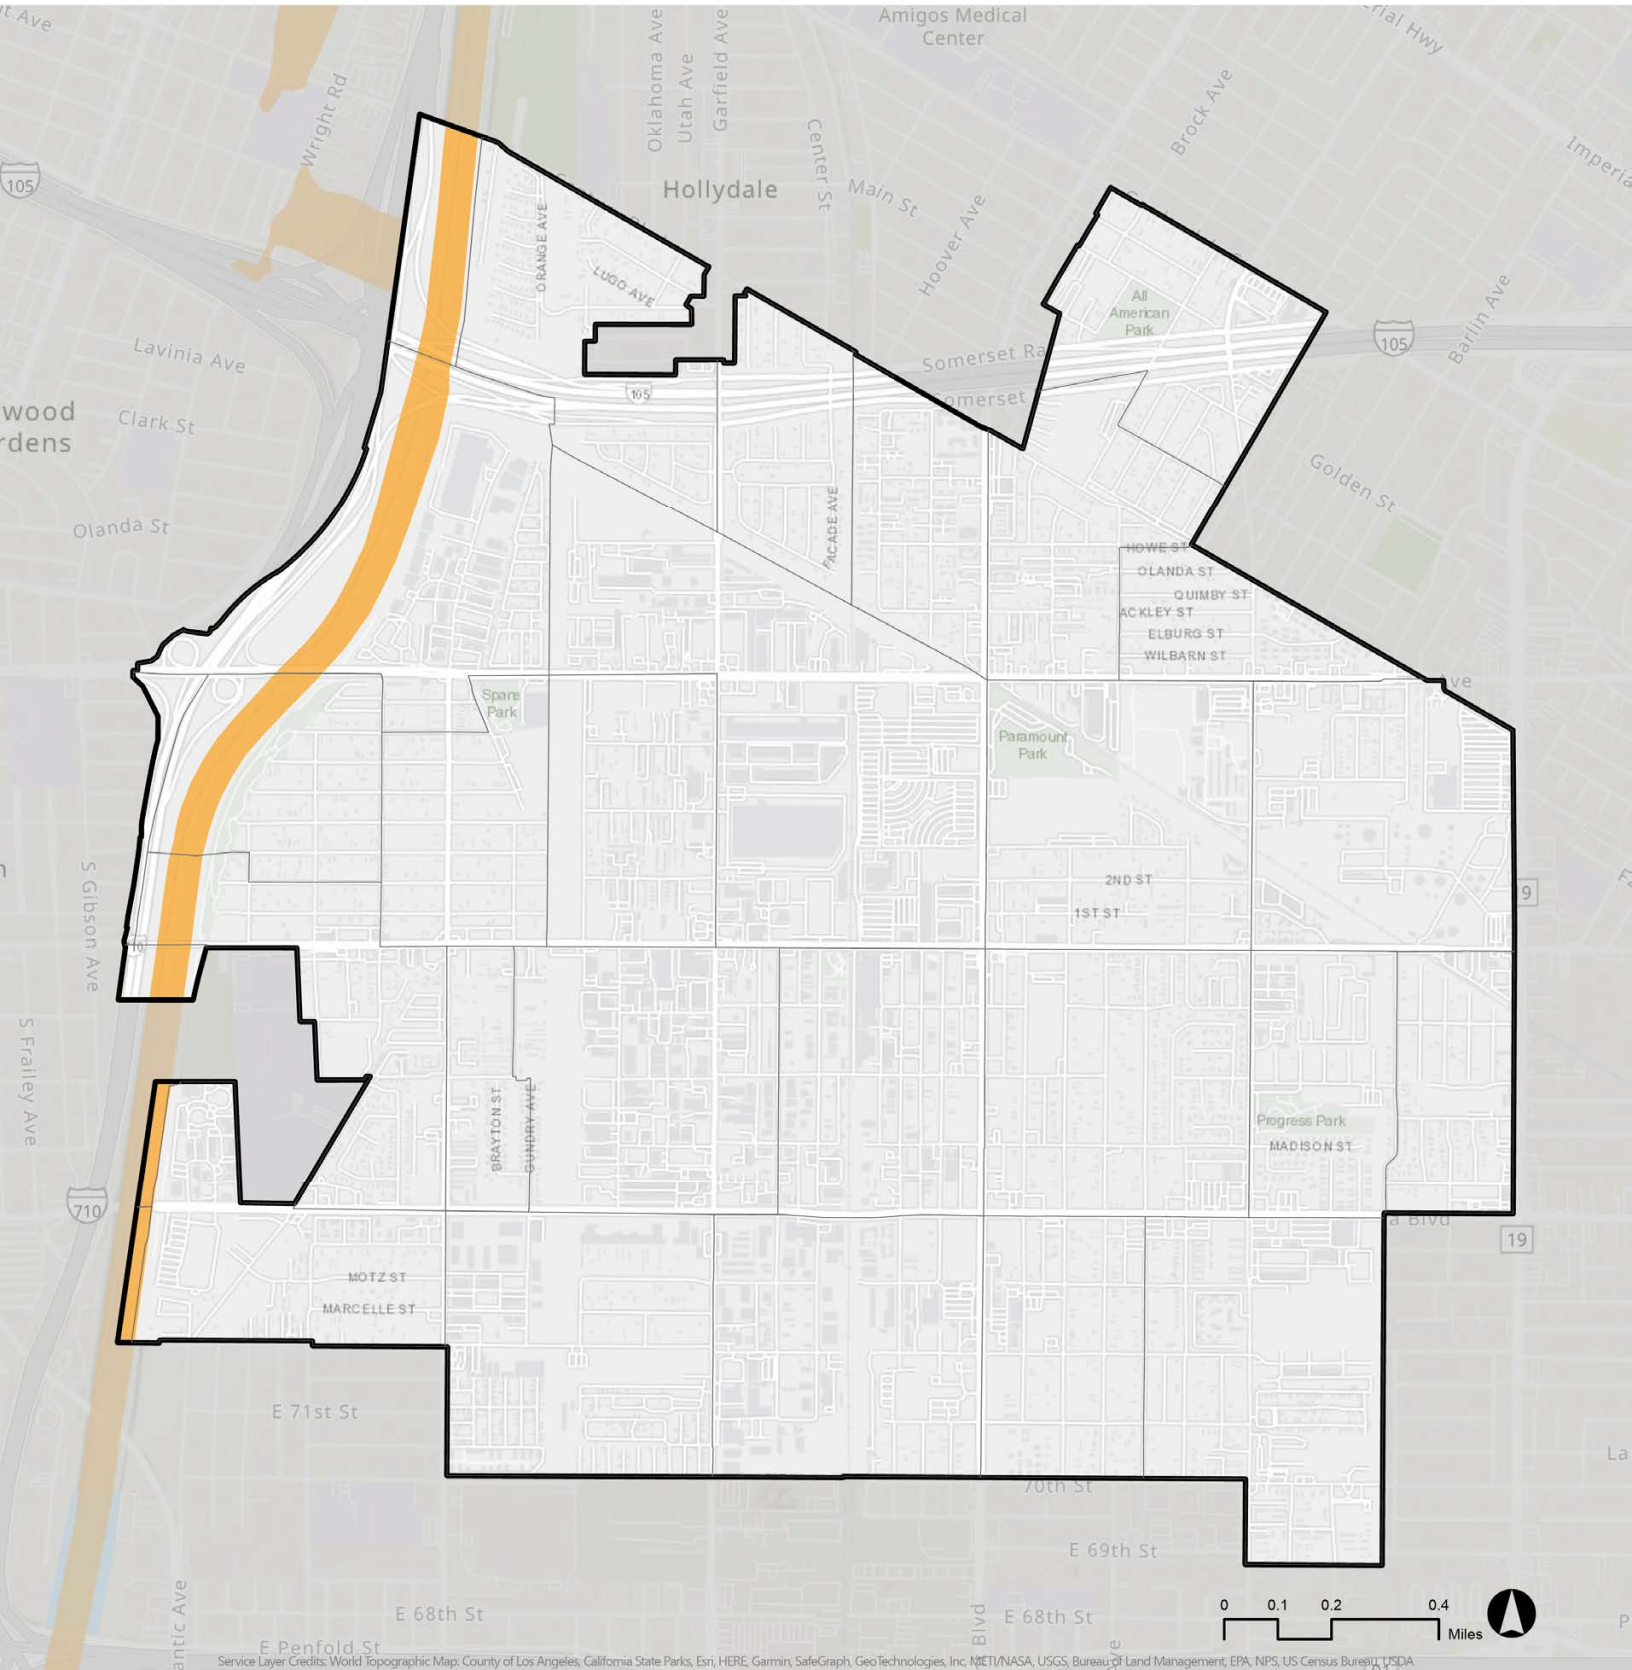 Amigos Medical
Center
Oklahoma Ave
Utah Ave
Garfield Ave
Wright Rd
Brock Ave
Center St
Main St
Hollydale
Hoover Ave
105
ORANGE AVE
LUGO AVE
All
American
Park
Barlin Ave
105
Somerset Ra
Somerset
Lavinia Ave
105
Clark St
wood
rdens
Golden St
FACADE AVE
Olanda St
HOWE ST
OLANDA ST
QUIMBY ST
ACKLEY ST
ELBURG ST
WILBARN ST
Ave
Spane
Park
Paramount
Park
2ND ST
1ST ST
9
S Gibson Ave
S Frailey Ave
BRAYTON ST
GUNDRY AVE
Progress Park
MADISON ST
710
a Blvd
19
MOTZ ST
MARCELLE ST
E 71st St
70th St
E 69th St
E 68th St
E 68th St
Blvd
antic Ave
E Penfold St
0 0.1 0.2 0.4
Miles
Service Layer Credits: World Topographic Map: County of Los Angeles, California State Parks, Esri, HERE, Garmin, SafeGraph, GeoTechnologies, Inc, METI/NASA, USGS, Bureau of Land Management, EPA, NPS, US Census Bureau, USDA